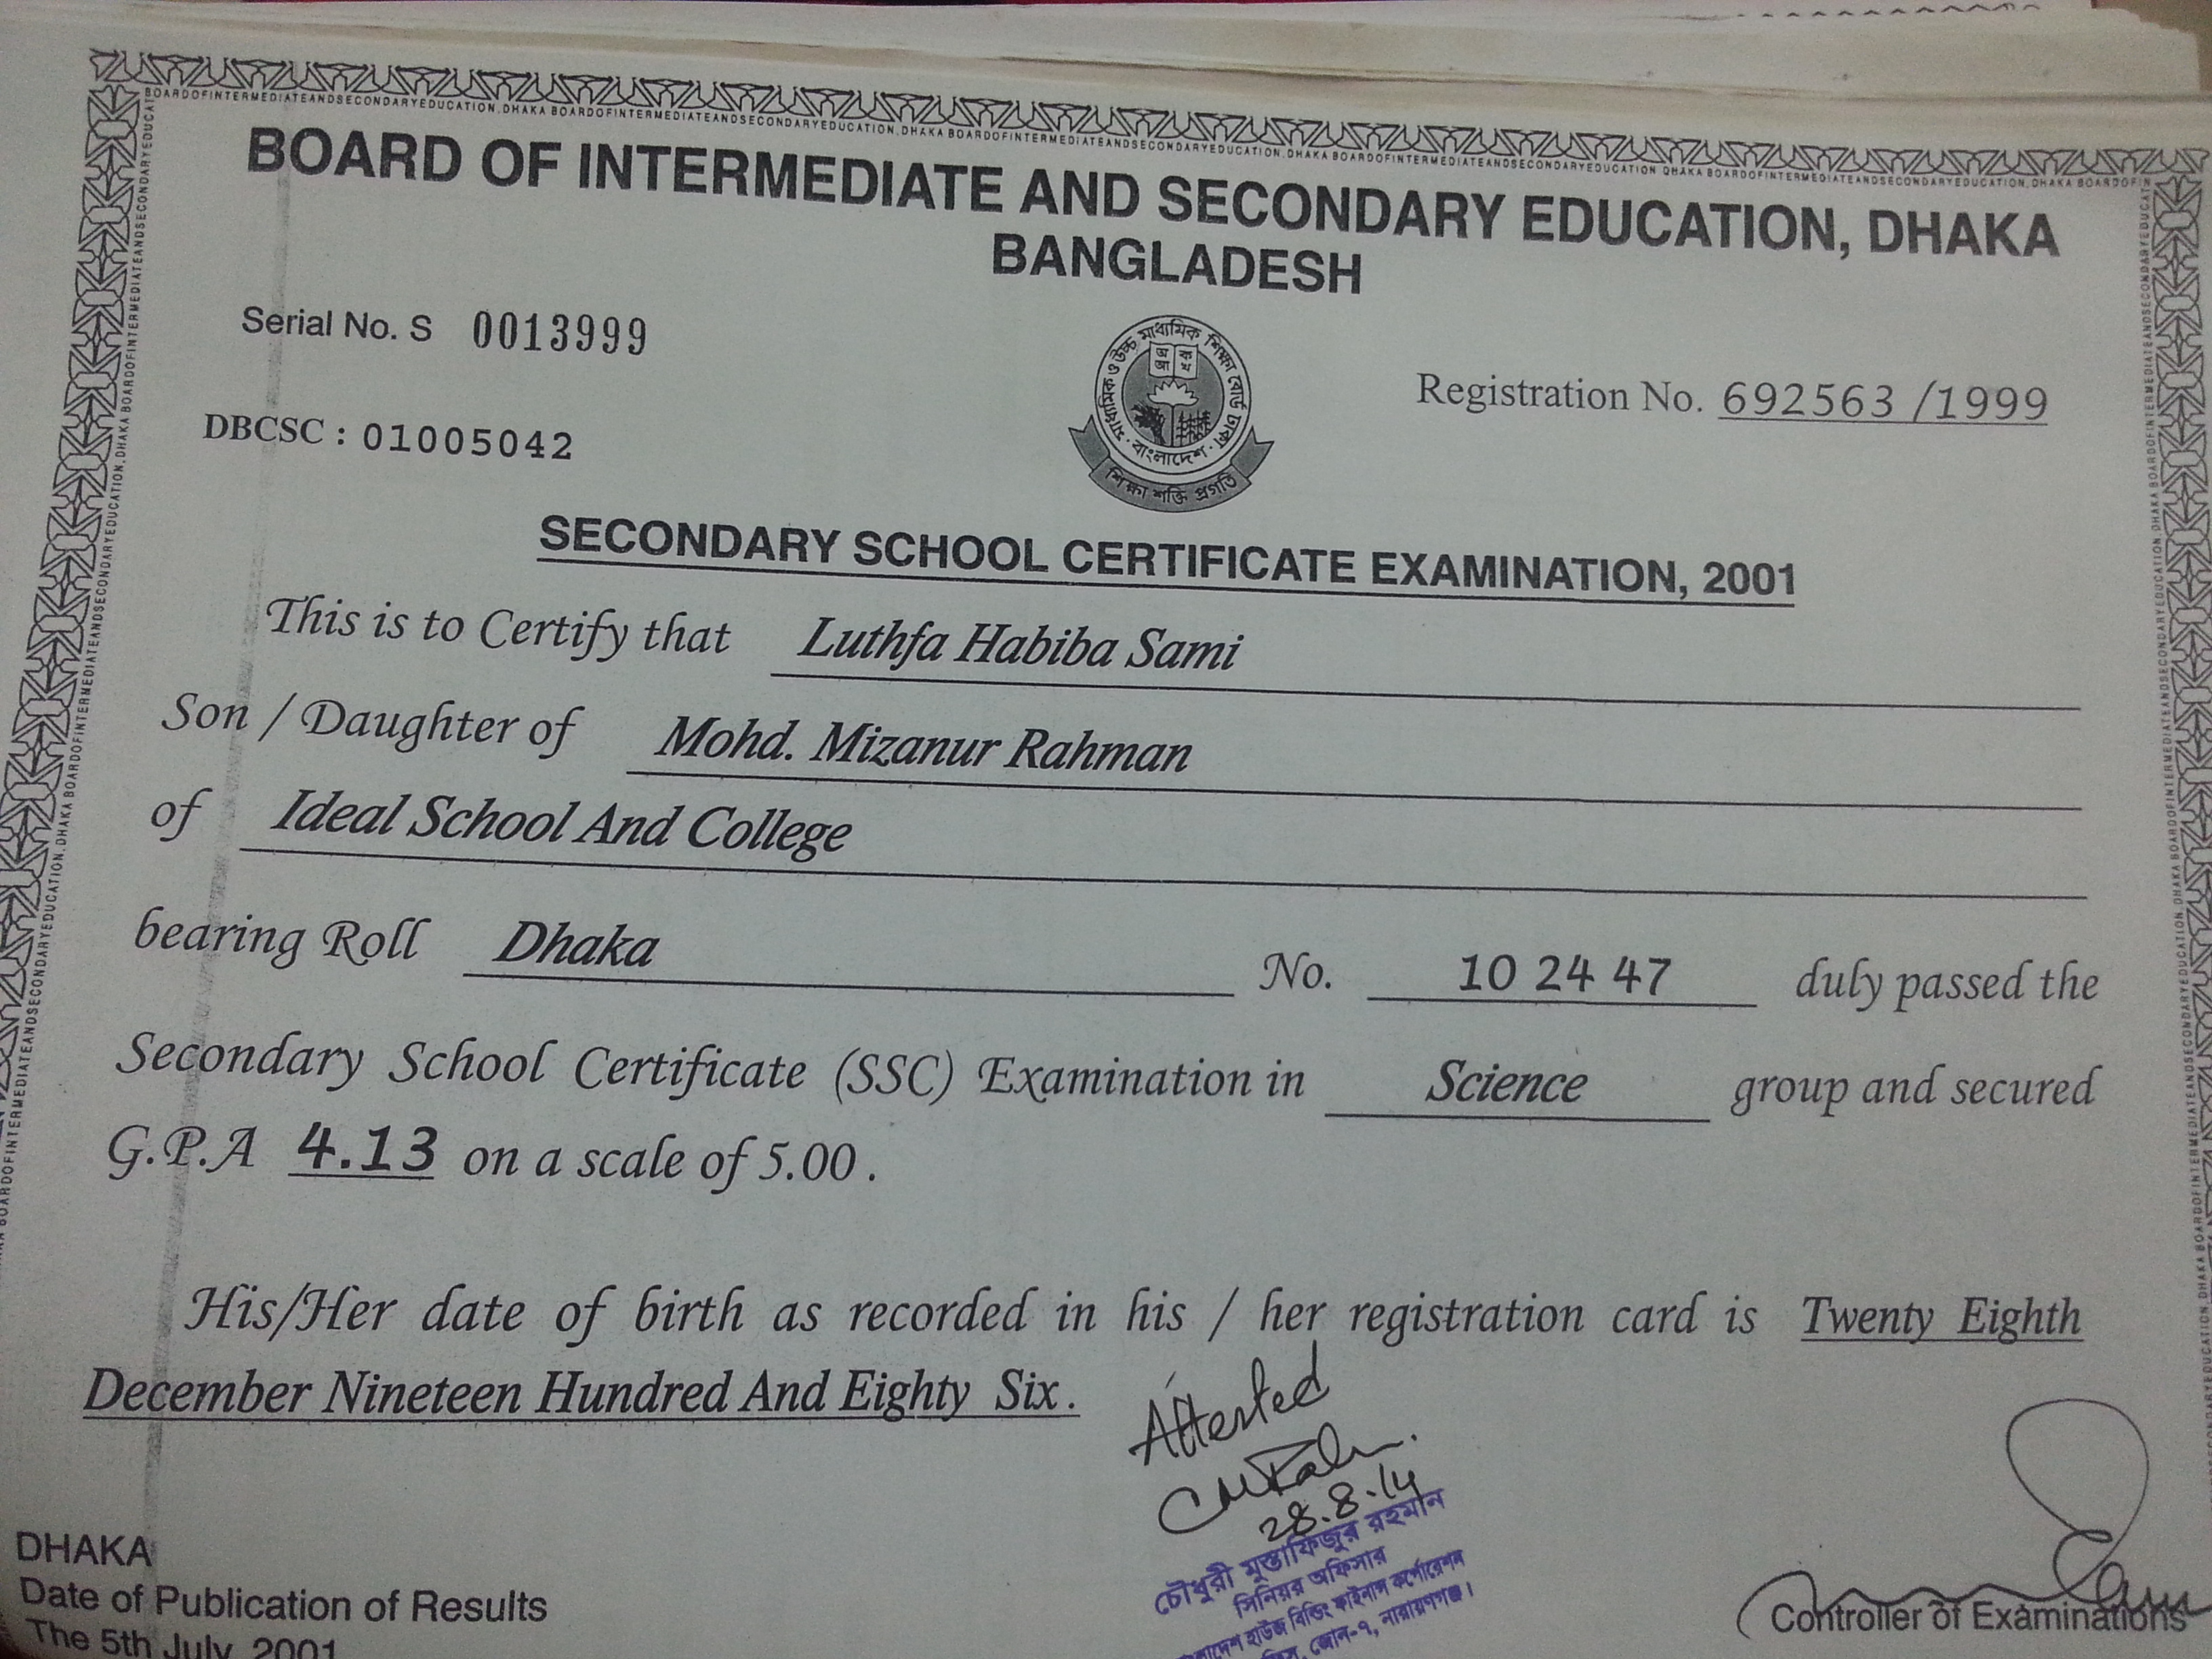 BOARD OF INTERMEDIATE AND SECONDARY EDUCATION, DHAKA
BANGLADESH
Serial No. S 0013999
মাধ্যমিক ও উচ্চ মাধ্যমিক শিক্ষা বোর্ড ঢাকা
বাংলাদেশ
শিক্ষা শক্তি প্রগতি
Registration No. 692563 /1999
DBCSC : 01005042
SECONDARY SCHOOL CERTIFICATE EXAMINATION, 2001
This is to Certify that Luthfa Habiba Sami
Son / Daughter of Mohd. Mizanur Rahman
of Ideal School And College
bearing Roll Dhaka No. 10 24 47 duly passed the
Secondary School Certificate (SSC) Examination in Science group and secured
G.P.A 4.13 on a scale of 5.00 .
His/Her date of birth as recorded in his / her registration card is Twenty Eighth
December Nineteen Hundred And Eighty Six .
Attested
28.8.14
চৌধুরী মুস্তাফিজুর রহমান
সিনিয়র অফিসার
হাউজ বিল্ডিং ফাইনান্স কর্পোরেশন
জোন-৭, নারায়ণগঞ্জ।
DHAKA
Date of Publication of Results
The 5th July, 2001
Controller of Examinations